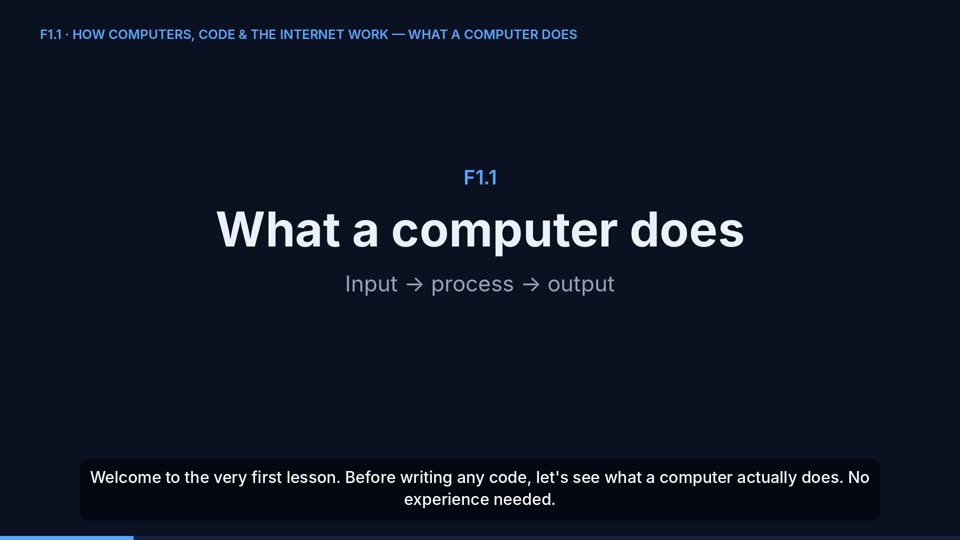 F1.1 · HOW COMPUTERS, CODE & THE INTERNET WORK — WHAT A COMPUTER DOES
F1.1
What a computer does
Input → process → output
Welcome to the very first lesson. Before writing any code, let's see what a computer actually does. No
experience needed.